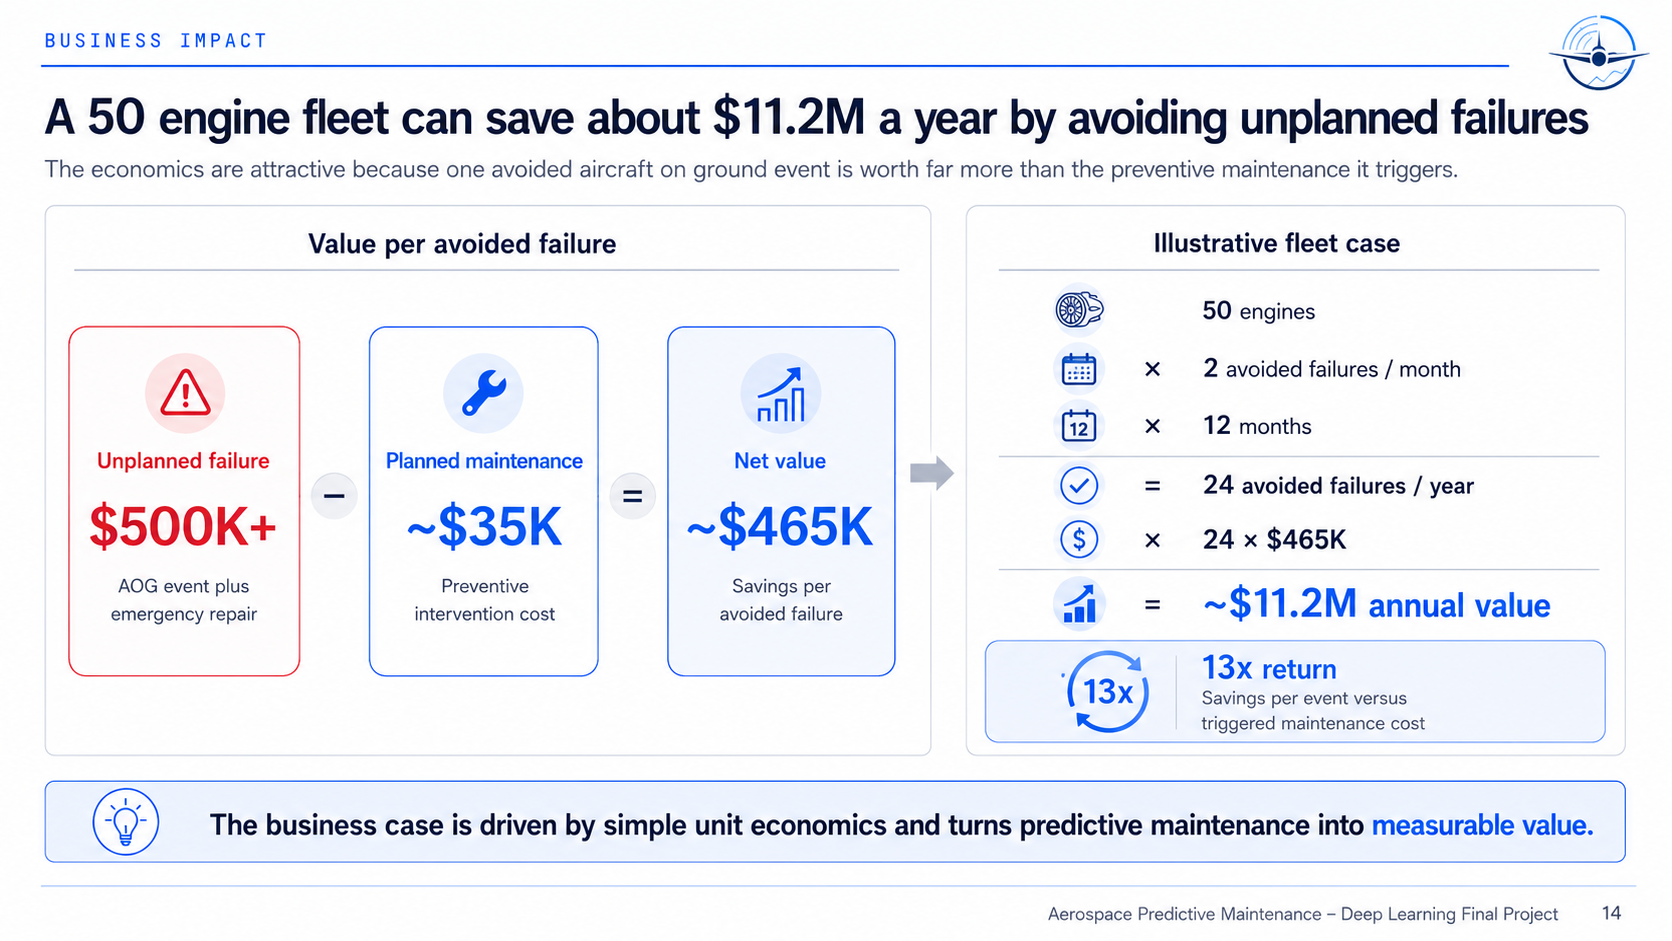 BUSINESS IMPACT
A 50 engine fleet can save about $11.2M a year by avoiding unplanned failures
The economics are attractive because one avoided aircraft on ground event is worth far more than the preventive maintenance it triggers.
Value per avoided failure
Unplanned failure
$500K+
AOG event plus
emergency repair
−
Planned maintenance
~$35K
Preventive
intervention cost
=
Net value
~$465K
Savings per
avoided failure
Illustrative fleet case
50 engines
× 2 avoided failures / month
12 × 12 months
= 24 avoided failures / year
$ × 24 × $465K
= ~$11.2M annual value
13x
13x return
Savings per event versus
triggered maintenance cost
The business case is driven by simple unit economics and turns predictive maintenance into measurable value.
Aerospace Predictive Maintenance – Deep Learning Final Project 14